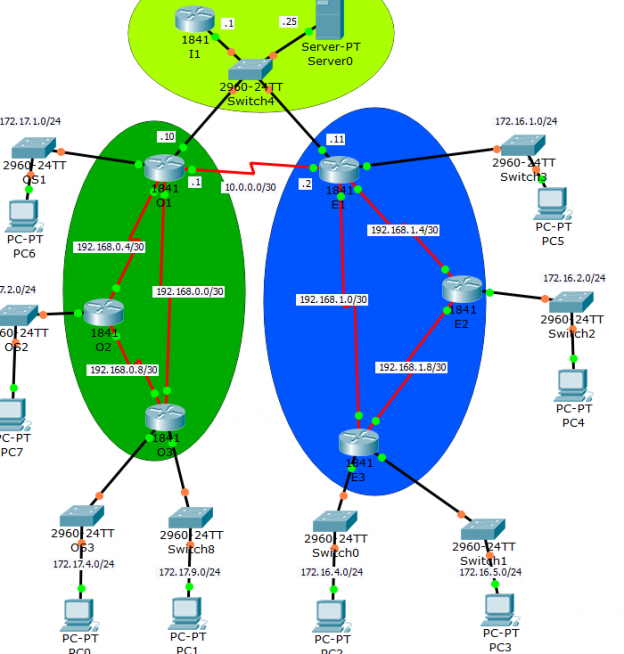 .1
.25
1841
I1
Server-PT
Server0
2960-24TT
Switch4
172.17.1.0/24
.10
.11
172.16.1.0/24
2960-24TT
OS1
1841
O1
.1
10.0.0.0/30
.2
1841
E1
2960-24TT
Switch3
PC-PT
PC6
PC-PT
PC5
192.168.0.4/30
192.168.1.4/30
7.2.0/24
192.168.0.0/30
192.168.1.0/30
172.16.2.0/24
1841
E2
60-24TT
OS2
1841
O2
2960-24TT
Switch2
192.168.0.8/30
192.168.1.8/30
PC-PT
PC4
C-PT
PC7
1841
O3
1841
E3
2960-24TT
OS3
2960-24TT
Switch8
2960-24TT
Switch0
2960-24TT
Switch1
172.17.4.0/24
172.17.9.0/24
172.16.4.0/24
172.16.5.0/24
PC-PT
PC0
PC-PT
PC1
PC-PT
PC2
PC-PT
PC3